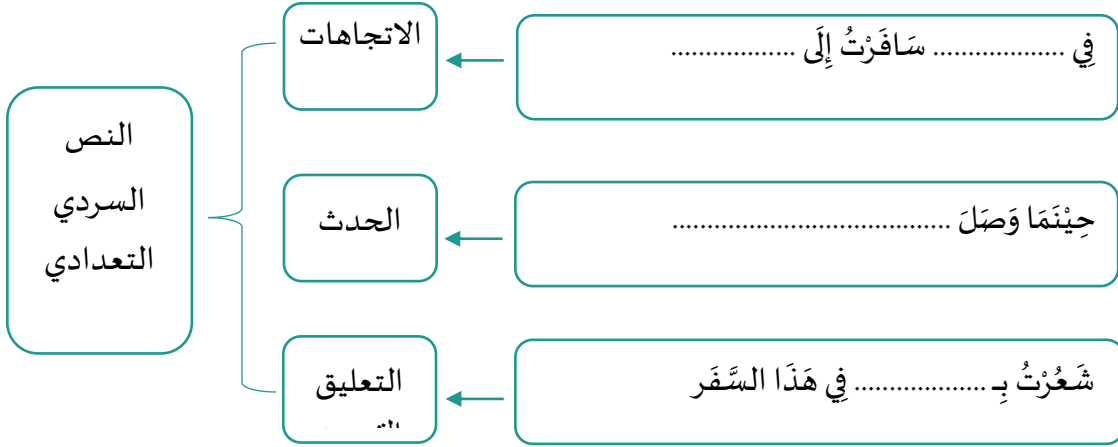 النص
السردي
التعدادي
الاتجاهات
فِي ................... سَافَرْتُ إِلَى ..................
الحدث
حِيْنَمَا وَصَلَ ........................................
التعليق
شَعُرْتُ بِـ ................... فِي هَذَا السَّفَر